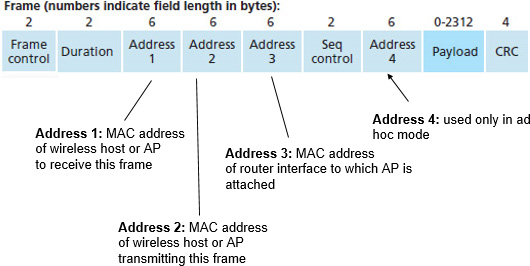 Frame (numbers indicate field length in bytes):
2 2 6 6 6 2 6 0-2312 4
Frame control Duration Address 1 Address 2 Address 3 Seq control Address 4 Payload CRC
Address 4: used only in ad
hoc mode
Address 1: MAC address
of wireless host or AP
to receive this frame
Address 3: MAC address
of router interface to which AP is
attached
Address 2: MAC address
of wireless host or AP
transmitting this frame